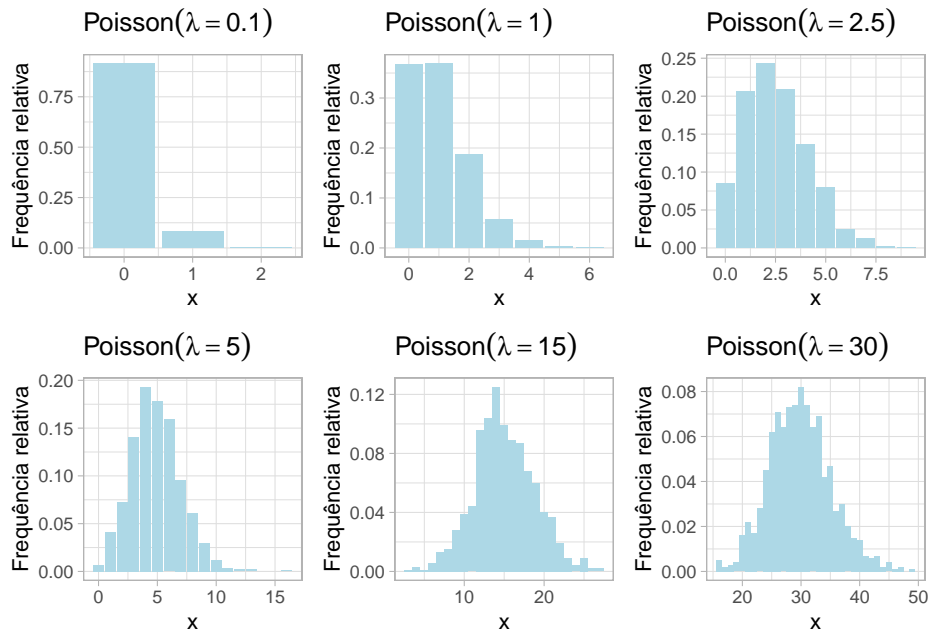 Poisson(λ = 0.1)
Frequência relativa
0.75
0.50
0.25
0.00
0 1 2
x
Poisson(λ = 1)
Frequência relativa
0.3
0.2
0.1
0.0
0 2 4 6
x
Poisson(λ = 2.5)
Frequência relativa
0.25
0.20
0.15
0.10
0.05
0.00
0.0 2.5 5.0 7.5
x
Poisson(λ = 5)
Frequência relativa
0.20
0.15
0.10
0.05
0.00
0 5 10 15
x
Poisson(λ = 15)
Frequência relativa
0.12
0.08
0.04
0.00
10 20
x
Poisson(λ = 30)
Frequência relativa
0.08
0.06
0.04
0.02
0.00
20 30 40 50
x